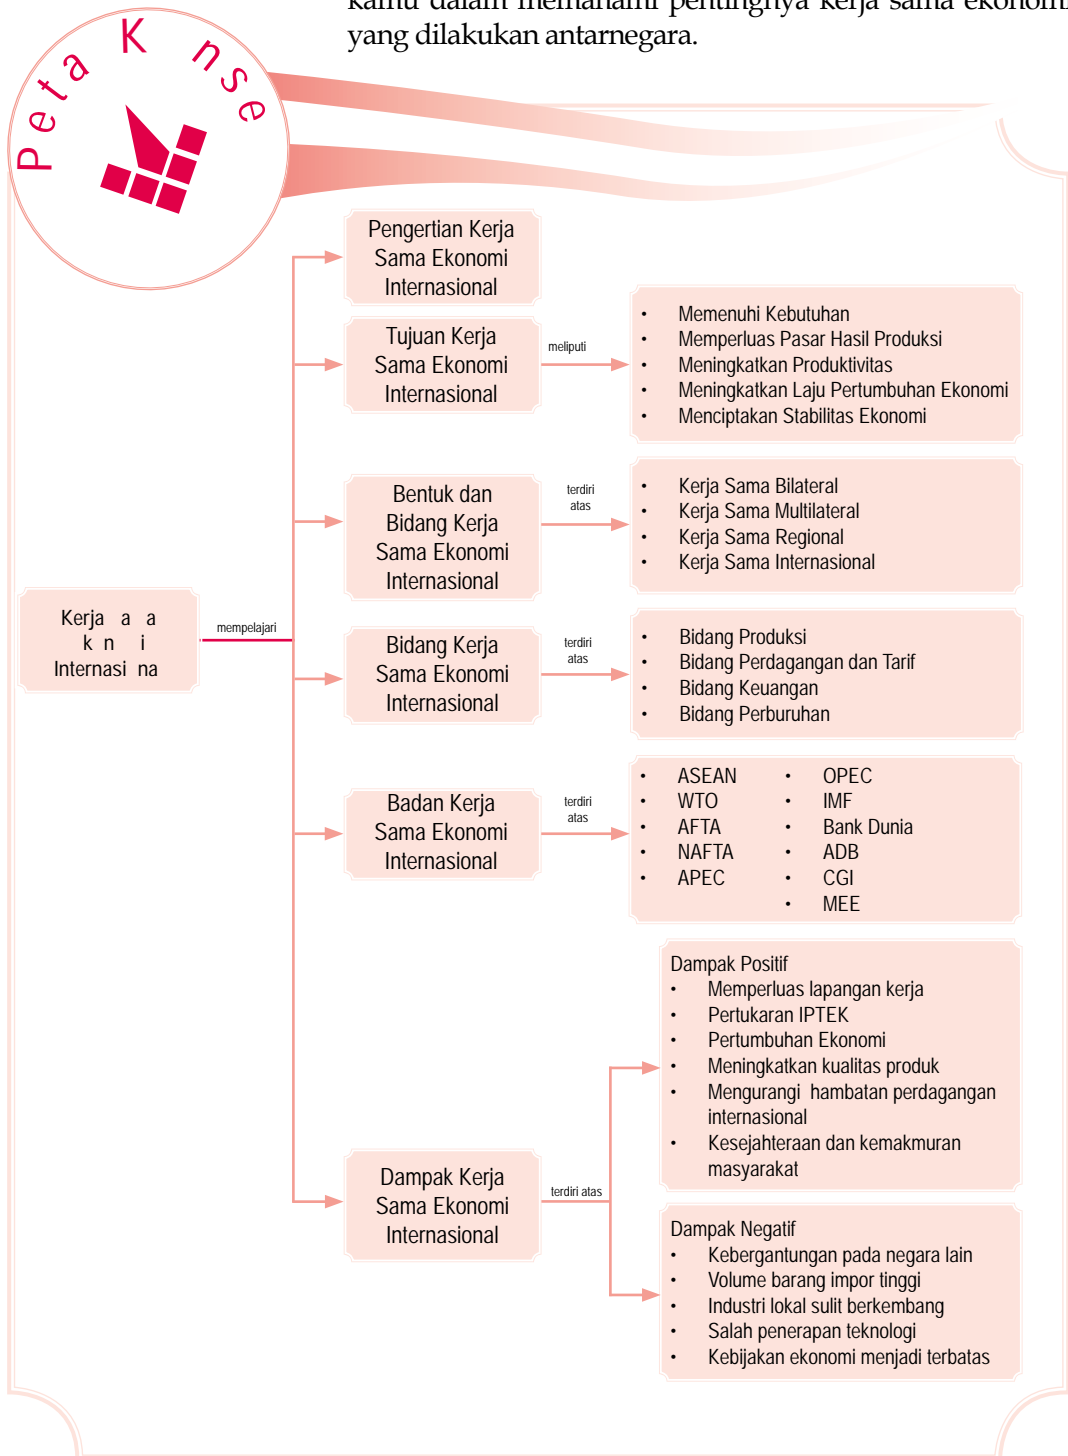 kamu dalam memahami pentingnya kerja sama ekonomi
yang dilakukan antarnegara.
Peta K nse
Pengertian Kerja
Sama Ekonomi
Internasional
Tujuan Kerja
Sama Ekonomi
Internasional
meliputi
• Memenuhi Kebutuhan
• Memperluas Pasar Hasil Produksi
• Meningkatkan Produktivitas
• Meningkatkan Laju Pertumbuhan Ekonomi
• Menciptakan Stabilitas Ekonomi
Bentuk dan
Bidang Kerja
Sama Ekonomi
Internasional
terdiri
atas
• Kerja Sama Bilateral
• Kerja Sama Multilateral
• Kerja Sama Regional
• Kerja Sama Internasional
Kerja a a
k n i
Internasi na
mempelajari
Bidang Kerja
Sama Ekonomi
Internasional
terdiri
atas
• Bidang Produksi
• Bidang Perdagangan dan Tarif
• Bidang Keuangan
• Bidang Perburuhan
Badan Kerja
Sama Ekonomi
Internasional
terdiri
atas
• ASEAN
• WTO
• AFTA
• NAFTA
• APEC
• OPEC
• IMF
• Bank Dunia
• ADB
• CGI
• MEE
Dampak Kerja
Sama Ekonomi
Internasional
terdiri atas
Dampak Positif
• Memperluas lapangan kerja
• Pertukaran IPTEK
• Pertumbuhan Ekonomi
• Meningkatkan kualitas produk
• Mengurangi hambatan perdagangan
internasional
• Kesejahteraan dan kemakmuran
masyarakat
Dampak Negatif
• Kebergantungan pada negara lain
• Volume barang impor tinggi
• Industri lokal sulit berkembang
• Salah penerapan teknologi
• Kebijakan ekonomi menjadi terbatas